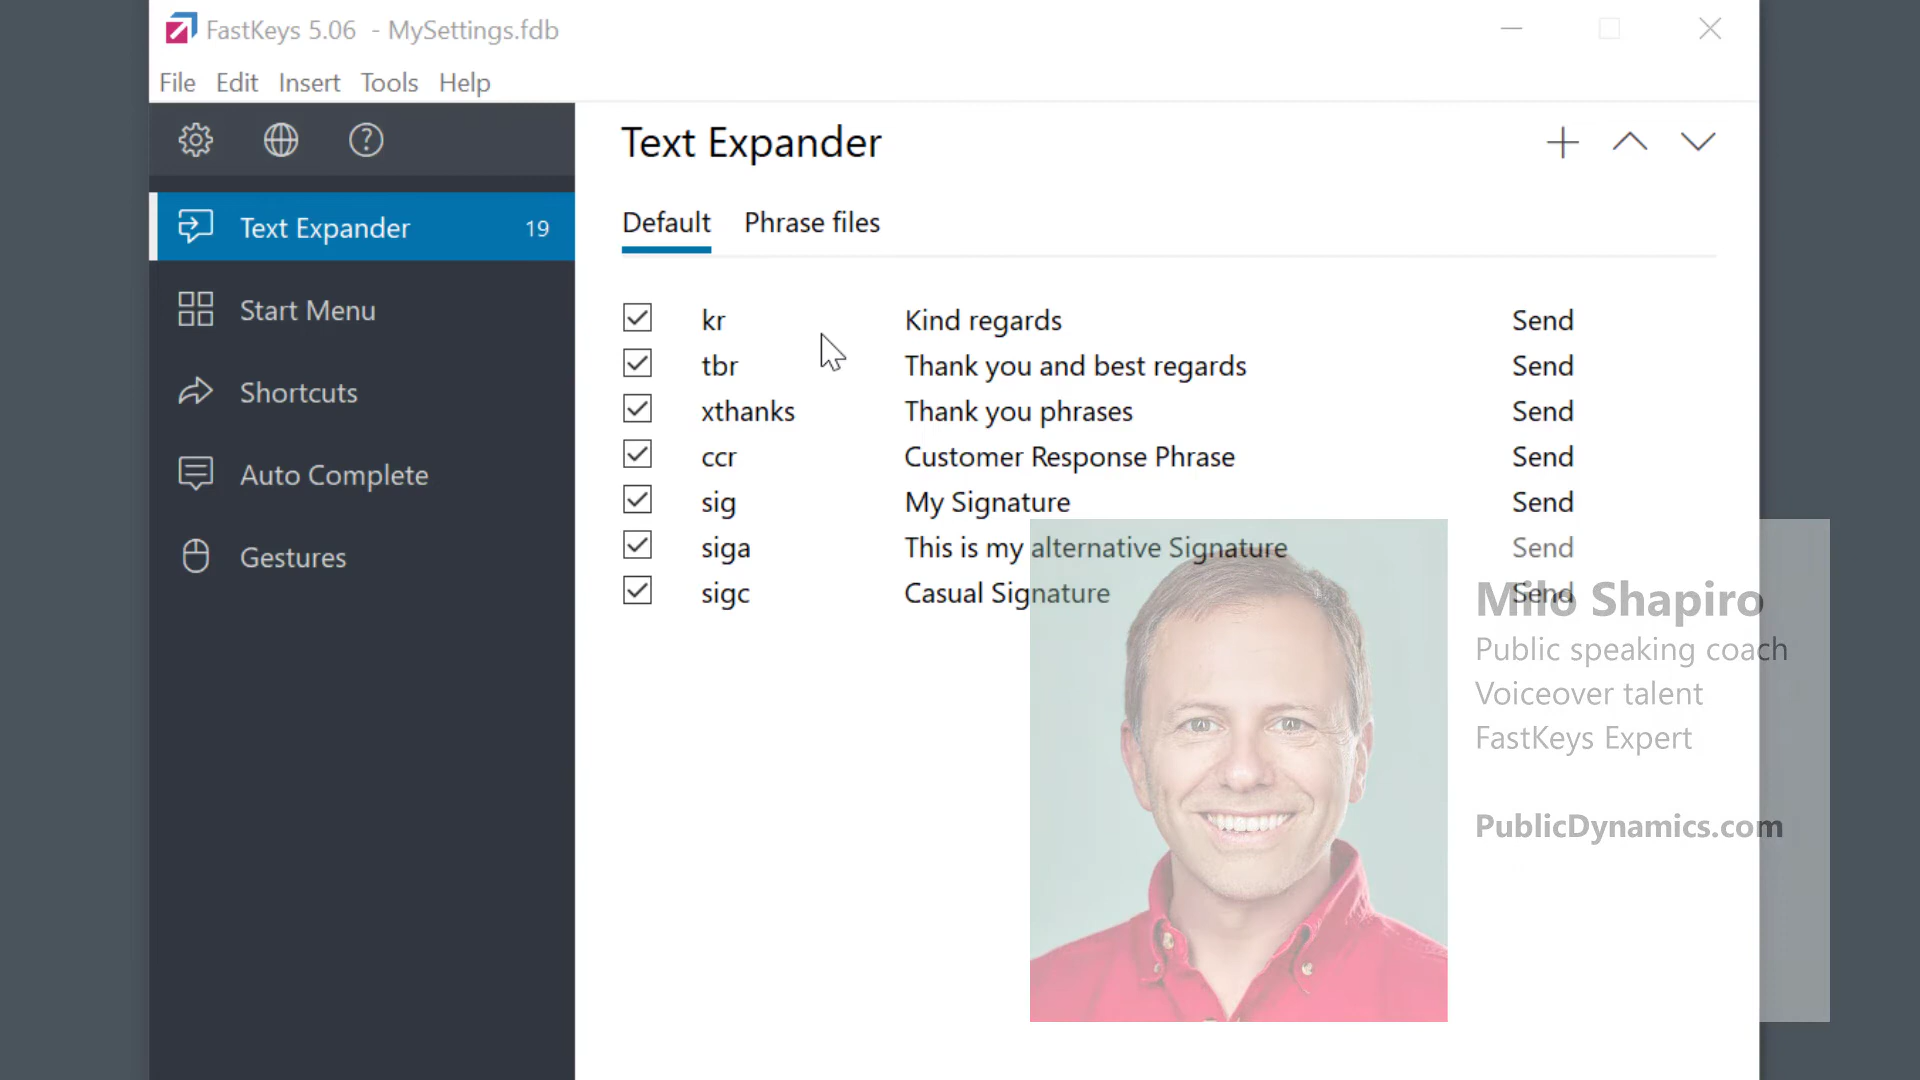 FastKeys 5.06 - MySettings.fdb
File Edit Insert Tools Help
Text Expander 19
Start Menu
Shortcuts
Auto Complete
Gestures
Text Expander
Default Phrase files
kr Kind regards Send
tbr Thank you and best regards Send
xthanks Thank you phrases Send
ccr Customer Response Phrase Send
sig My Signature Send
siga This is my alternative Signature Send
sigc Casual Signature Send
Milo Shapiro
Public speaking coach
Voiceover talent
FastKeys Expert
PublicDynamics.com